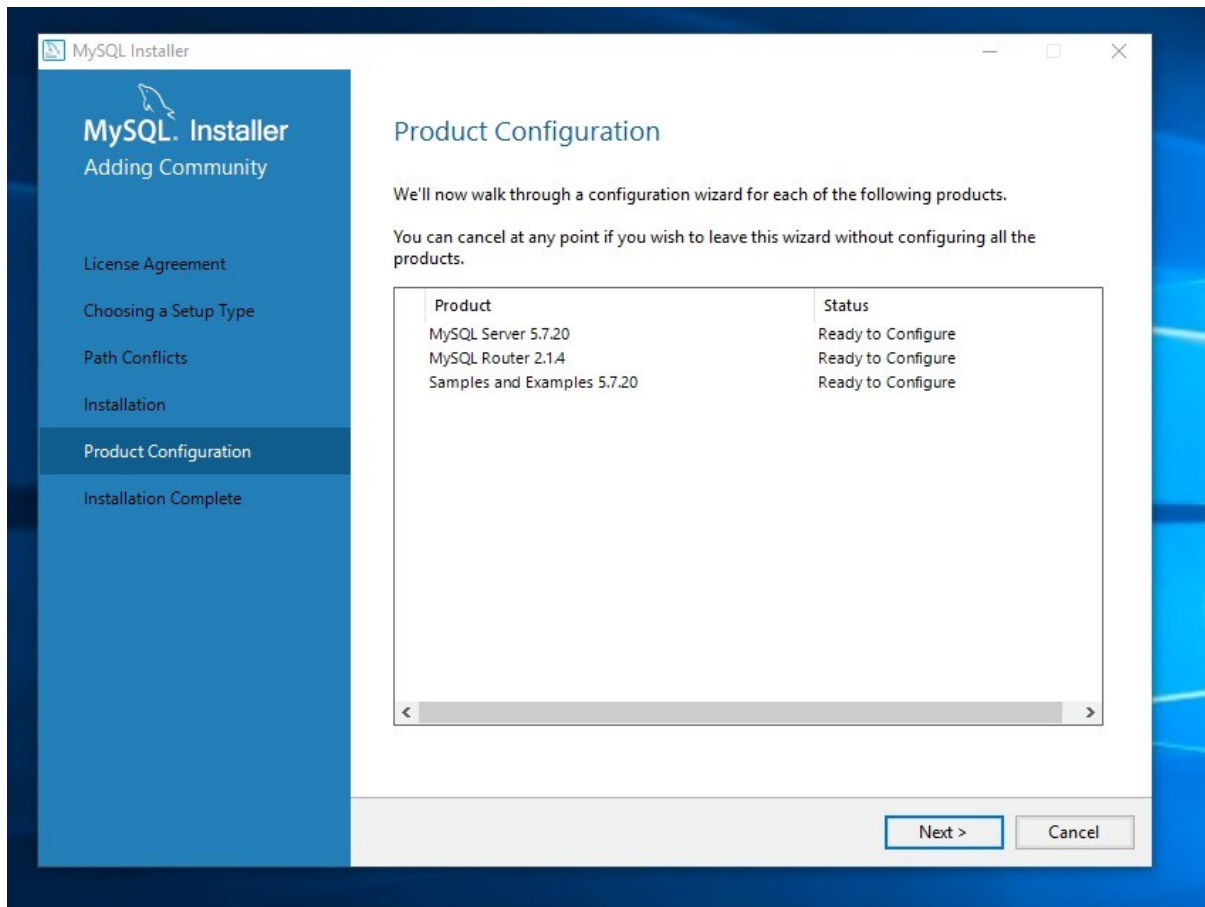 MySQL Installer
MySQL. Installer
Adding Community
License Agreement
Choosing a Setup Type
Path Conflicts
Installation
Product Configuration
Installation Complete
Product Configuration
We'll now walk through a configuration wizard for each of the following products.
You can cancel at any point if you wish to leave this wizard without configuring all the
products.
Product Status
MySQL Server 5.7.20 Ready to Configure
MySQL Router 2.1.4 Ready to Configure
Samples and Examples 5.7.20 Ready to Configure
Next > Cancel